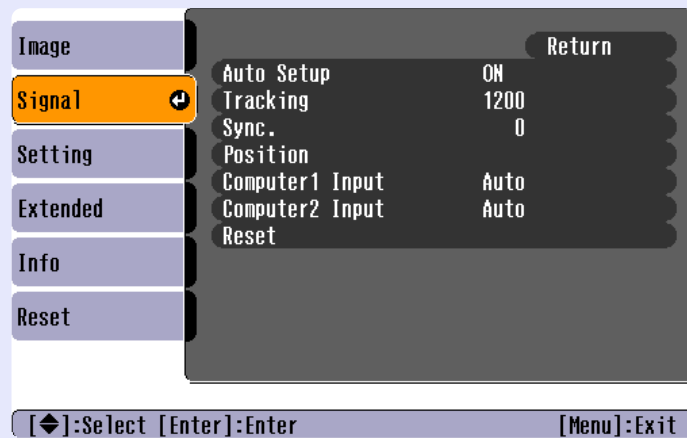 Image
Signal
Setting
Extended
Info
Reset
Return
Auto Setup ON
Tracking 1200
Sync. 0
Position
Computer1 Input Auto
Computer2 Input Auto
Reset
[◆]:Select [Enter]:Enter [Menu]:Exit